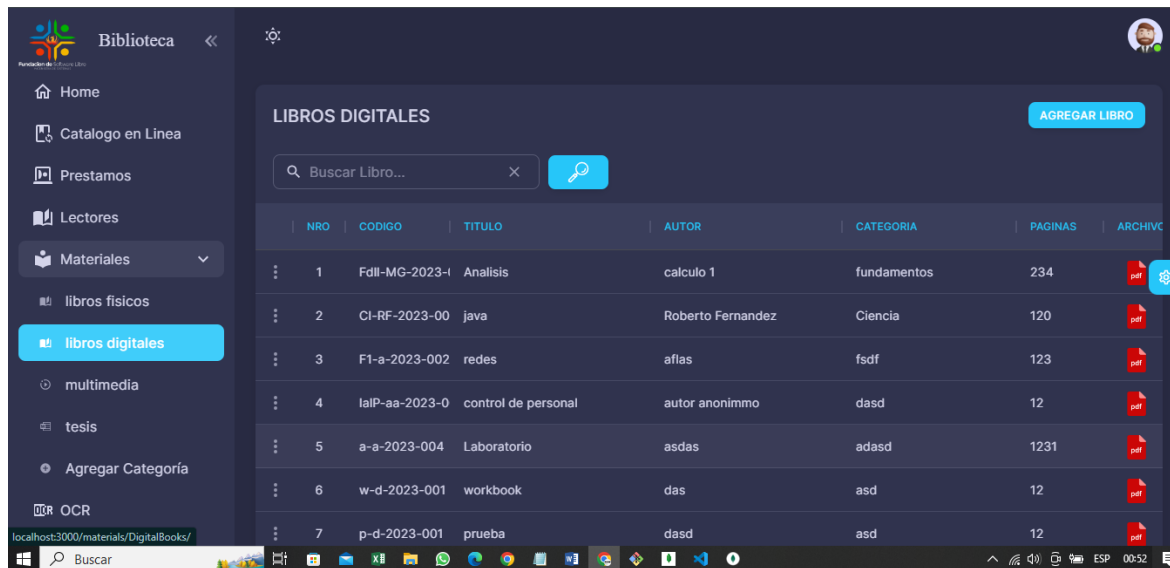 Biblioteca
Fundacion de Software Libre
Home
Catalogo en Linea
Prestamos
Lectores
Materiales
libros fisicos
libros digitales
multimedia
tesis
Agregar Categoría
OCR
localhost:3000/materials/DigitalBooks/
LIBROS DIGITALES
AGREGAR LIBRO
Buscar Libro...
NRO CODIGO TITULO AUTOR CATEGORIA PAGINAS ARCHIVO
1 FdII-MG-2023-( Analisis calculo 1 fundamentos 234 pdf
2 CI-RF-2023-00 java Roberto Fernandez Ciencia 120 pdf
3 F1-a-2023-002 redes aflas fsdf 123 pdf
4 IaIP-aa-2023-0 control de personal autor anonimmo dasd 12 pdf
5 a-a-2023-004 Laboratorio asdas adasd 1231 pdf
6 w-d-2023-001 workbook das asd 12 pdf
7 p-d-2023-001 prueba dasd asd 12 pdf
Buscar
ESP 00:52